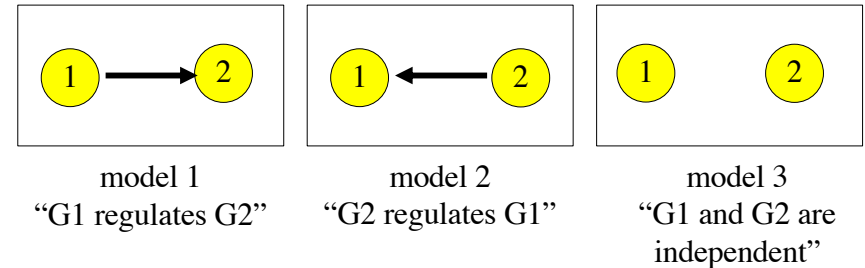 1 2
1 2
1 2
model 1
“G1 regulates G2”
model 2
“G2 regulates G1”
model 3
“G1 and G2 are
independent”